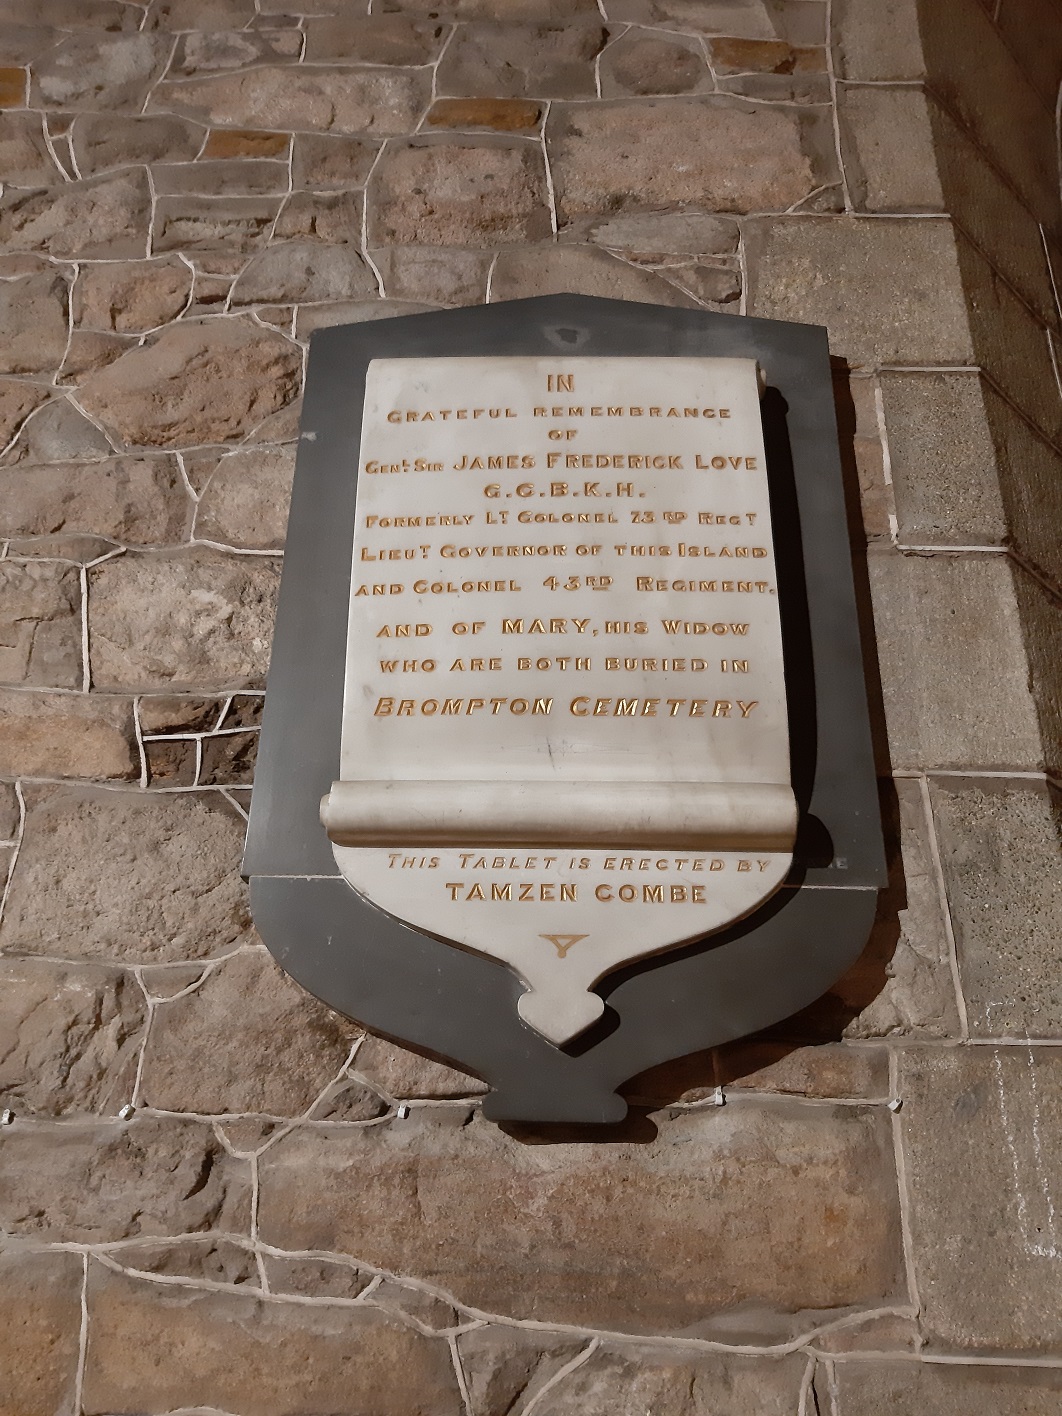 IN
GRATEFUL REMEMBRANCE
OF
GENL. SIR JAMES FREDERICK LOVE
G.C.B.K.H.
FORMERLY LT. COLONEL 73RD REGT
LIEUT. GOVERNOR OF THIS ISLAND
AND COLONEL 43RD REGIMENT.
AND OF MARY, HIS WIDOW
WHO ARE BOTH BURIED IN
BROMPTON CEMETERY
THIS TABLET IS ERECTED BY
TAMZEN COMBE